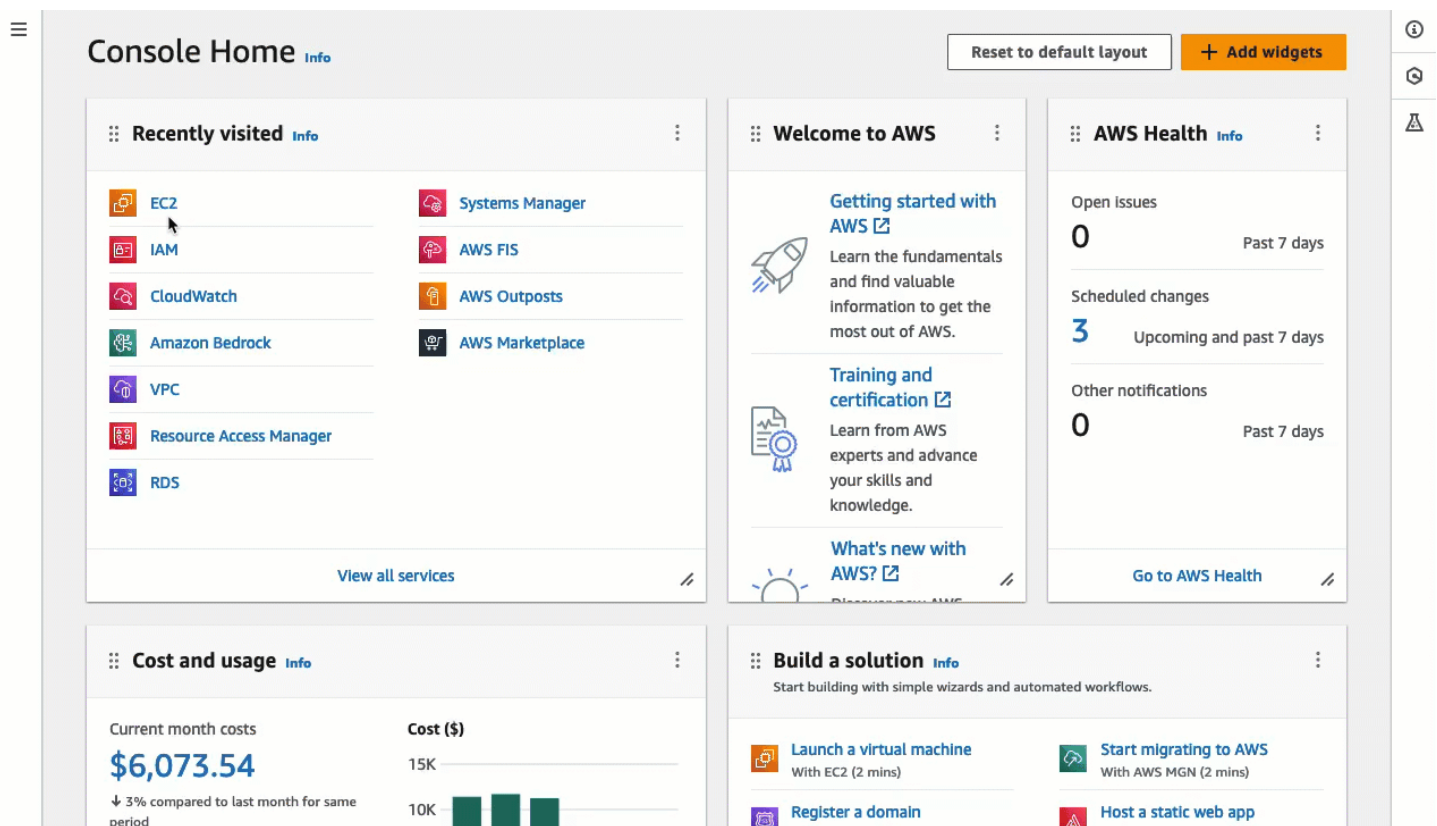 Console Home Info
Reset to default layout
+ Add widgets
Recently visited Info
EC2
IAM
CloudWatch
Amazon Bedrock
VPC
Resource Access Manager
RDS
Systems Manager
AWS FIS
AWS Outposts
AWS Marketplace
View all services
Welcome to AWS
Getting started with
AWS
Learn the fundamentals
and find valuable
information to get the
most out of AWS.
Training and
certification
Learn from AWS
experts and advance
your skills and
knowledge.
What's new with
AWS?
AWS Health Info
Open issues
0
Past 7 days
Scheduled changes
3
Upcoming and past 7 days
Other notifications
0
Past 7 days
Go to AWS Health
Cost and usage Info
Current month costs
$6,073.54
3% compared to last month for same
period
Cost ($)
15K
10K
Build a solution Info
Start building with simple wizards and automated workflows.
Launch a virtual machine
With EC2 (2 mins)
Register a domain
Start migrating to AWS
With AWS MGN (2 mins)
Host a static web app